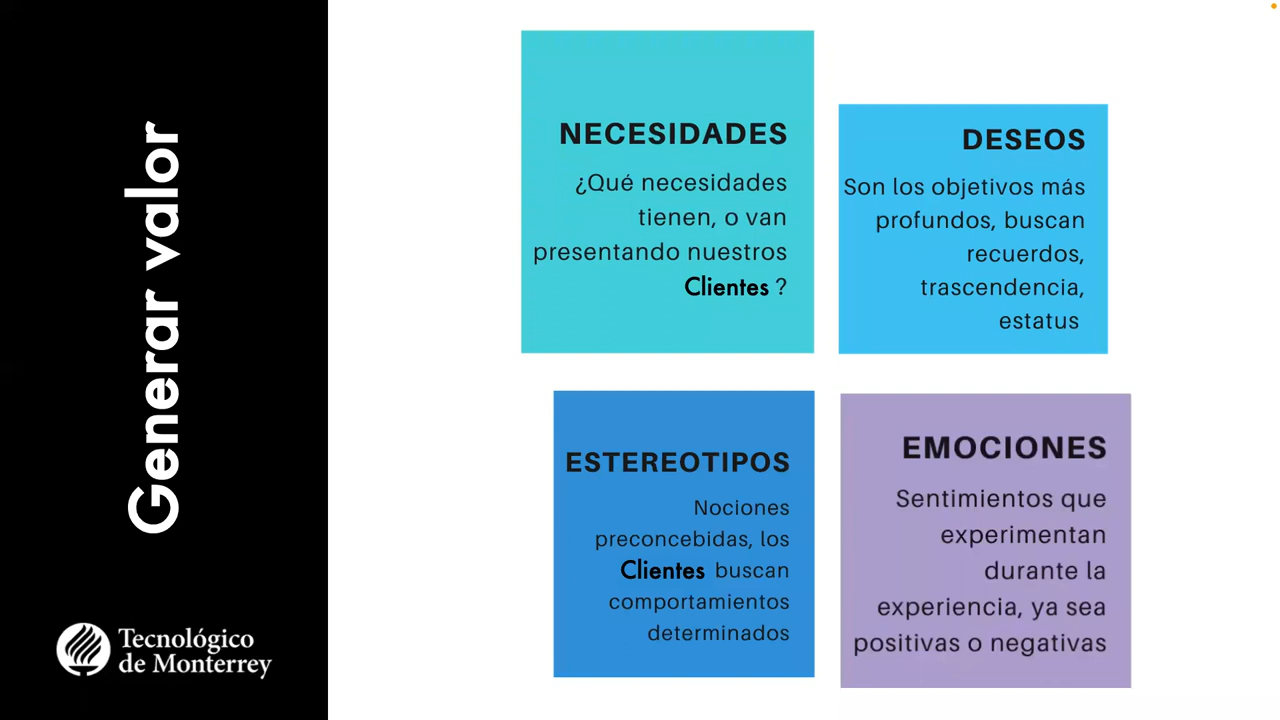 Generar valor
Tecnológico
de Monterrey
NECESIDADES
¿Qué necesidades
tienen, o van
presentando nuestros
Clientes ?
DESEOS
Son los objetivos más
profundos, buscan
recuerdos,
trascendencia,
estatus
ESTEREOTIPOS
Nociones
preconcebidas, los
Clientes buscan
comportamientos
determinados
EMOCIONES
Sentimientos que
experimentan
durante la
experiencia, ya sea
positivas o negativas